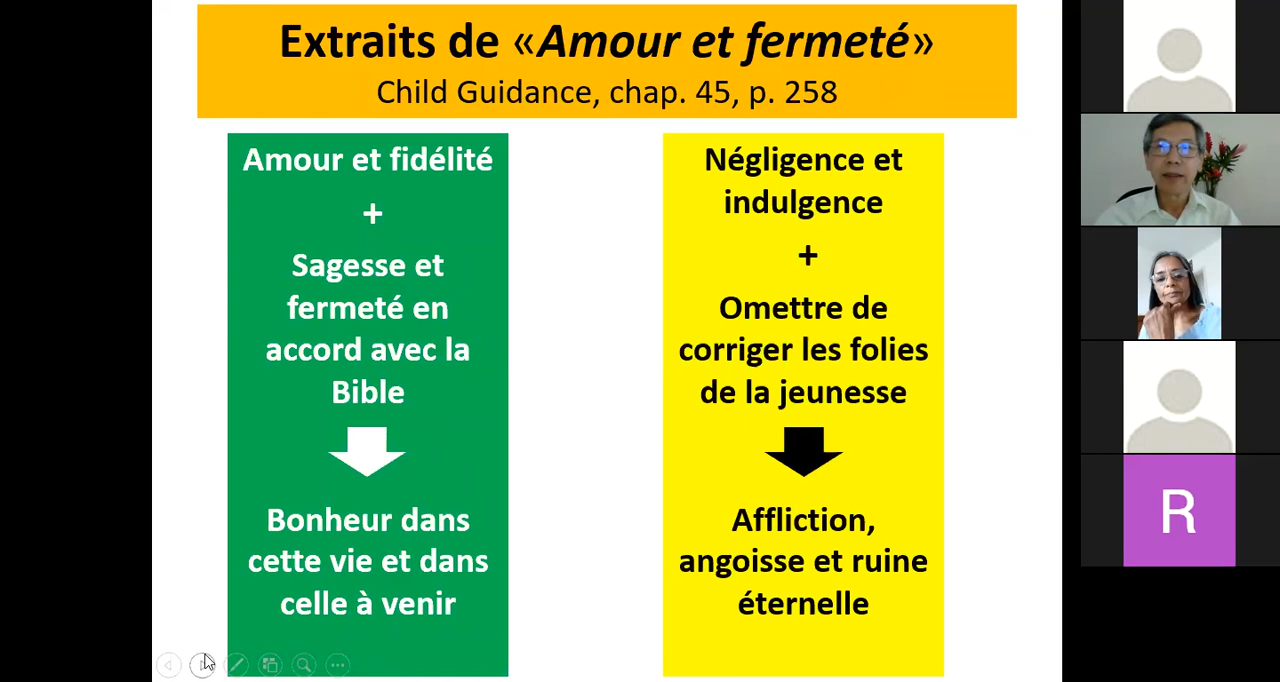 Extraits de «Amour et fermeté»
Child Guidance, chap. 45, p. 258
Amour et fidélité
+
Sagesse et
fermeté en
accord avec la
Bible
Bonheur dans
cette vie et dans
celle à venir
Négligence et
indulgence
+
Omettre de
corriger les folies
de la jeunesse
Affliction,
angoisse et ruine
éternelle
R